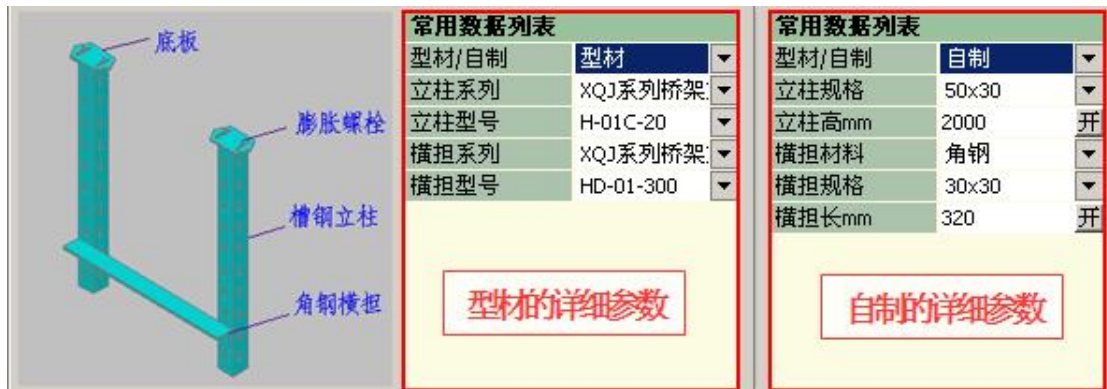 底板
膨胀螺栓
槽钢立柱
角钢横担
常用数据列表
型材/自制 型材
立柱系列 XQJ系列桥架
立柱型号 H-01C-20
横担系列 XQJ系列桥架
横担型号 HD-01-300
型材的详细参数
常用数据列表
型材/自制 自制
立柱规格 50x30
立柱高mm 2000 开
横担材料 角钢
横担规格 30x30
横担长mm 320 开
自制的详细参数